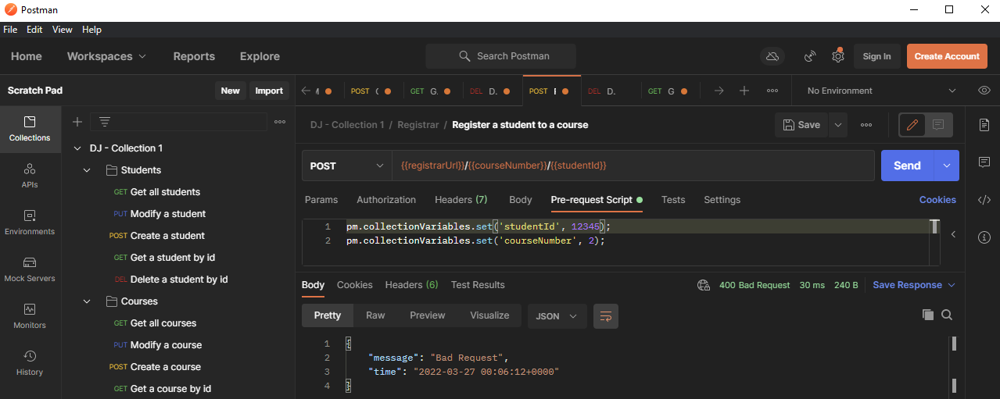 Postman
File Edit View Help
Home Workspaces Reports Explore Search Postman Sign In Create Account
Scratch Pad New Import
POST GET G. DEL D. POST DEL D. GET G No Environment
DJ - Collection 1 / Registrar / Register a student to a course Save
Collections
APIs
Environments
Mock Servers
Monitors
History
DJ - Collection 1
Students
GET Get all students
PUT Modify a student
POST Create a student
GET Get a student by id
DEL Delete a student by id
Courses
GET Get all courses
PUT Modify a course
POST Create a course
GET Get a course by id
POST {{registrarUrl}}/{{courseNumber}}/{{studentId}} Send
Params Authorization Headers (7) Body Pre-request Script Tests Settings Cookies
1 pm.collectionVariables.set('studentId', 12345);
2 pm.collectionVariables.set('courseNumber', 2);
Body Cookies Headers (6) Test Results 400 Bad Request 30 ms 240 B Save Response
Pretty Raw Preview Visualize JSON
1 {
2 "message": "Bad Request",
3 "time": "2022-03-27 00:06:12+0000"
4 }